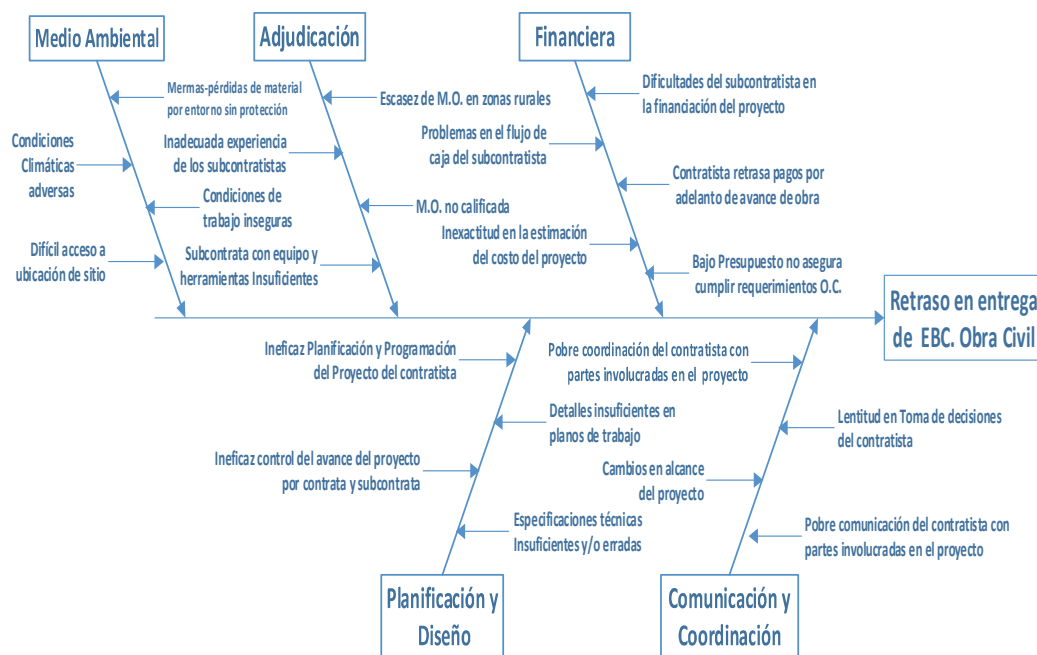 Medio Ambiental
Adjudicación
Financiera
Mermas-pérdidas de material
por entorno sin protección
Condiciones
Climáticas
adversas
Condiciones de
trabajo inseguras
Difícil acceso a
ubicación de sitio
Escasez de M.O. en zonas rurales
Inadecuada experiencia
de los subcontratistas
M.O. no calificada
Subcontrata con equipo y
herramientas Insuficientes
Dificultades del subcontratista en
la financiación del proyecto
Problemas en el flujo de
caja del subcontratista
Contratista retrasa pagos por
adelanto de avance de obra
Inexactitud en la estimación
del costo del proyecto
Bajo Presupuesto no asegura
cumplir requerimientos O.C.
Retraso en entrega
de EBC. Obra Civil
Ineficaz Planificación y Programación
del Proyecto del contratista
Detalles insuficientes en
planos de trabajo
Ineficaz control del avance del proyecto
por contrata y subcontrata
Especificaciones técnicas
Insuficientes y/o erradas
Pobre coordinación del contratista con
partes involucradas en el proyecto
Lentitud en Toma de decisiones
del contratista
Cambios en alcance
del proyecto
Pobre comunicación del contratista con
partes involucradas en el proyecto
Planificación y
Diseño
Comunicación y
Coordinación